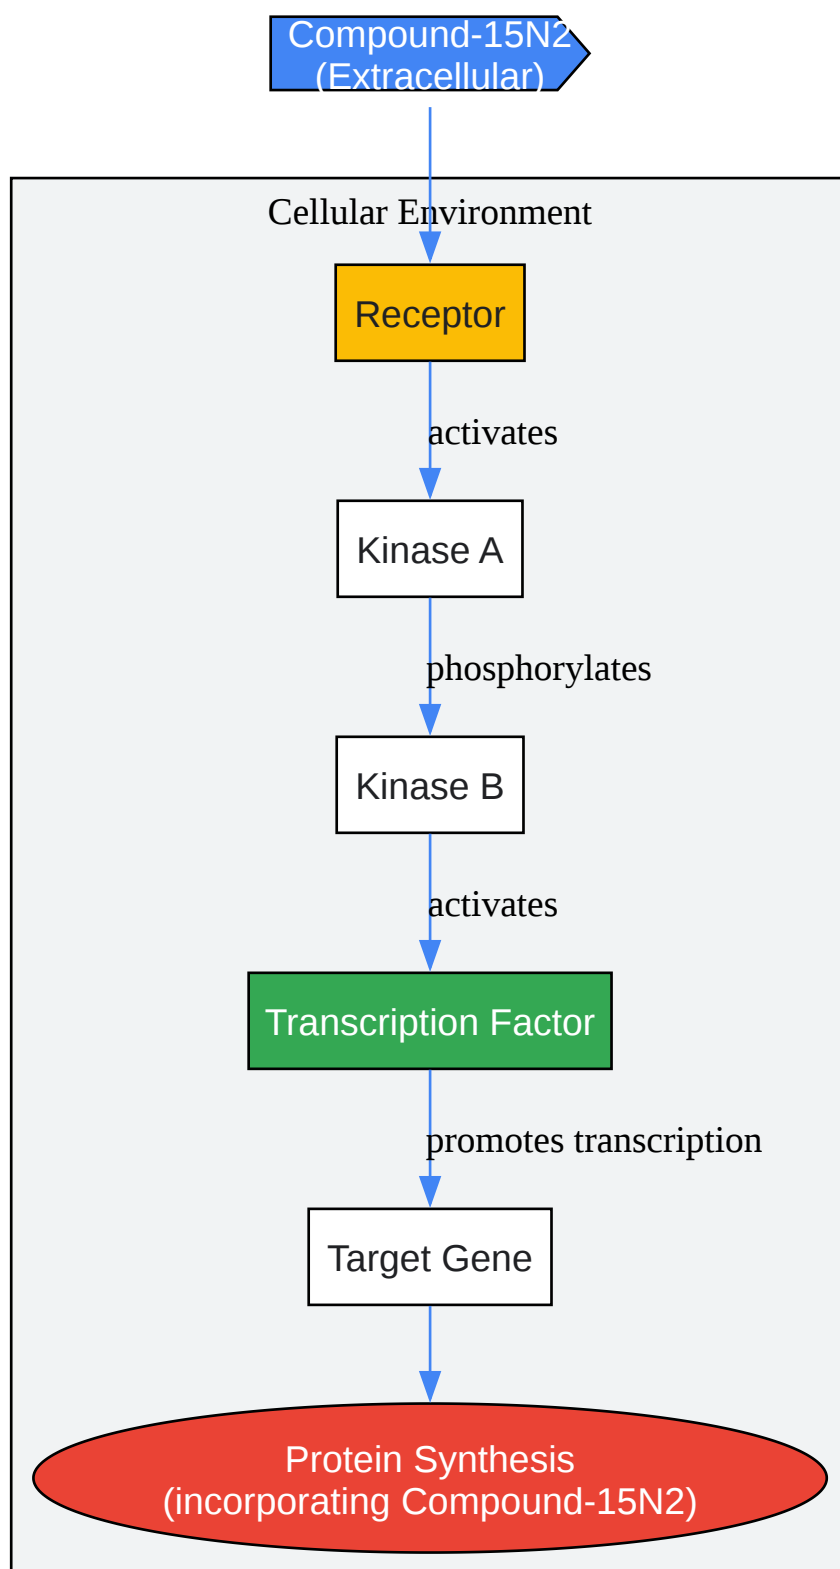 Compound-15N2
(Extracellular)
Cellular Environment
Receptor
activates
Kinase A
phosphorylates
Kinase B
activates
Transcription Factor
promotes transcription
Target Gene
Protein Synthesis
(incorporating Compound-15N2)